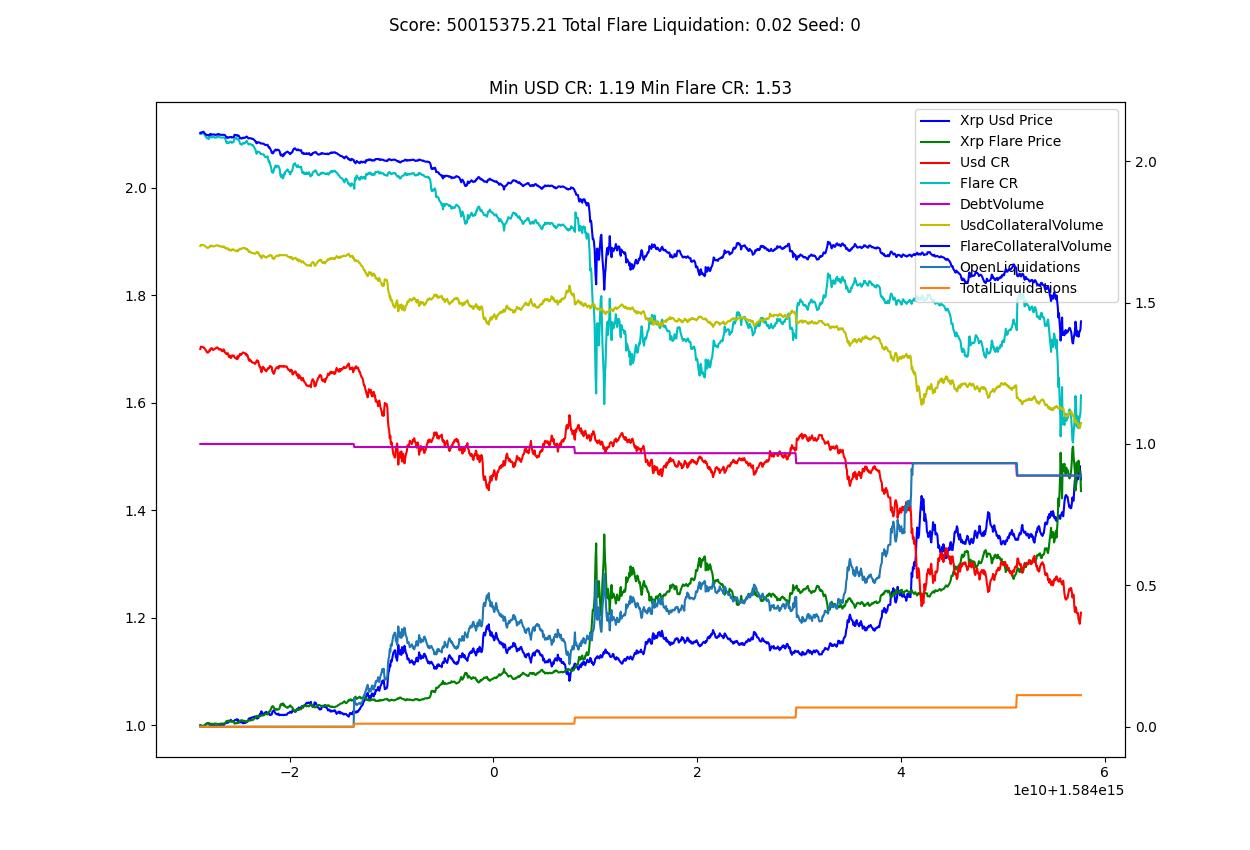 Score: 50015375.21 Total Flare Liquidation: 0.02 Seed: 0
Min USD CR: 1.19 Min Flare CR: 1.53
Xrp Usd Price
Xrp Flare Price
Usd CR
Flare CR
DebtVolume
UsdCollateralVolume
FlareCollateralVolume
OpenLiquidations
TotalLiquidations
2.0
1.8
1.6
1.4
1.2
1.0
2.0
1.5
1.0
0.5
0.0
−2
0
2
4
6
1e10+1.584e15